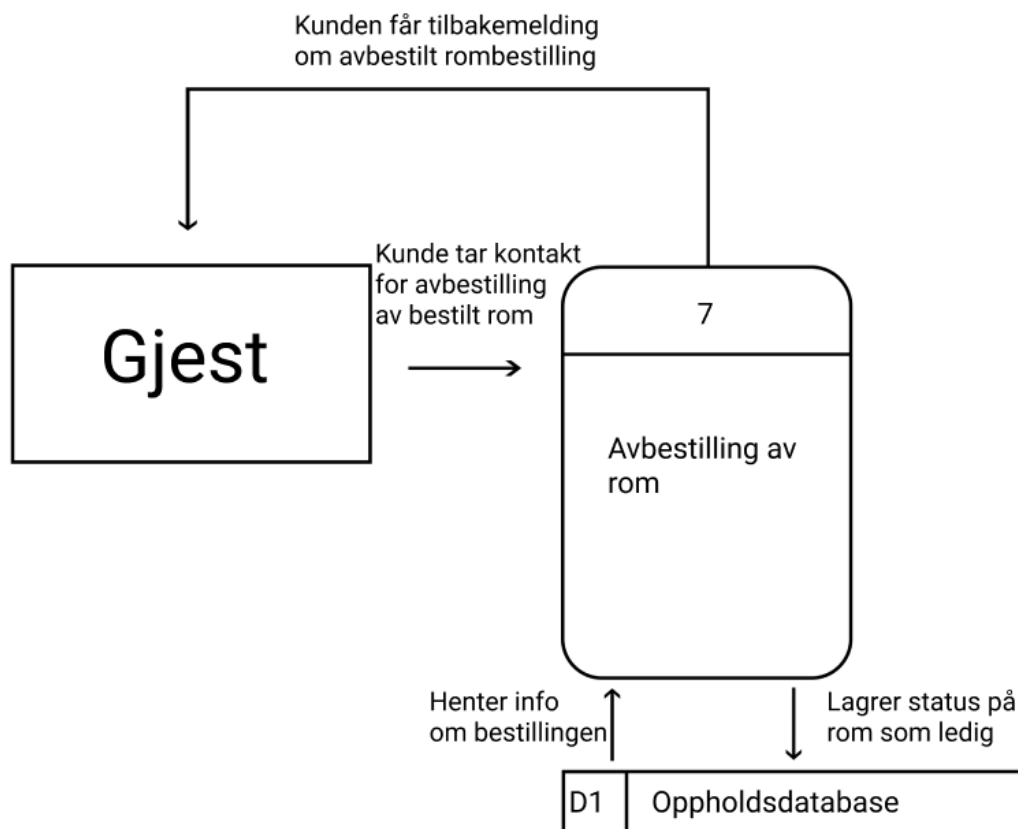 Kunden får tilbakemelding
om avbestilt rombestilling
Kunde tar kontakt
for avbestilling
av bestilt rom
Gjest
7
Avbestilling av
rom
Henter info
om bestillingen
Lagrer status på
rom som ledig
D1
Oppholdsdatabase